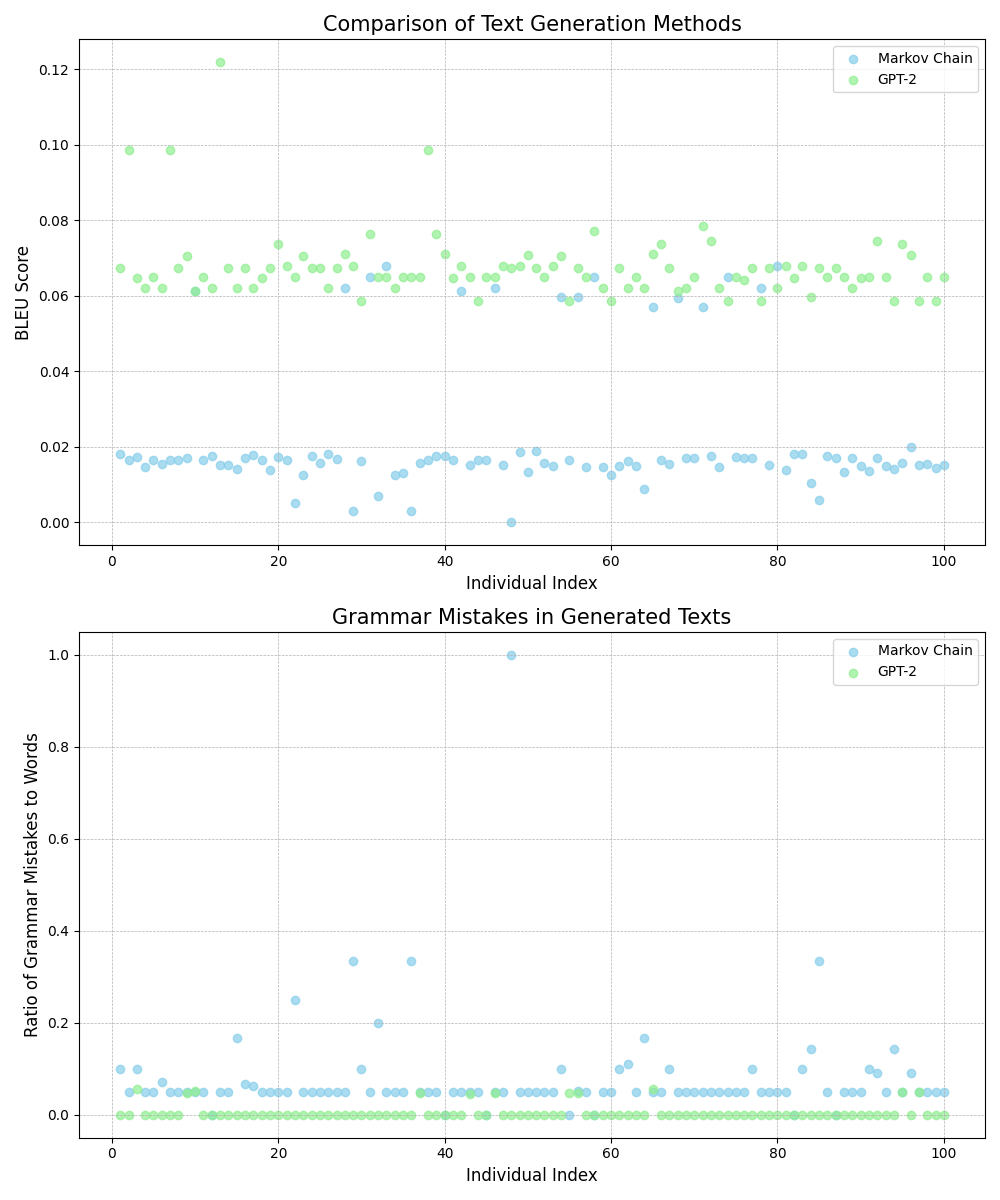 Comparison of Text Generation Methods
Markov Chain
GPT-2
0.12
0.10
0.08
0.06
0.04
0.02
0.00
BLEU Score
0 20 40 60 80 100
Individual Index
Grammar Mistakes in Generated Texts
Markov Chain
GPT-2
1.0
0.8
0.6
0.4
0.2
0.0
Ratio of Grammar Mistakes to Words
0 20 40 60 80 100
Individual Index